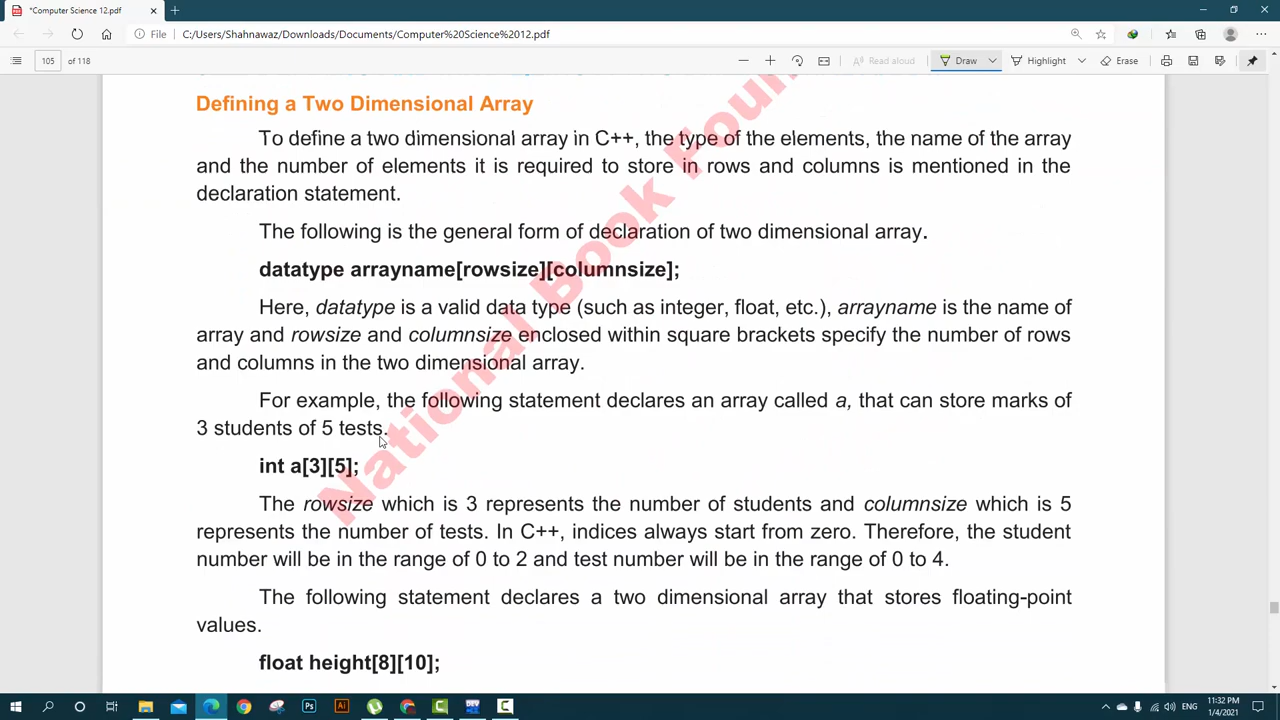 *Computer Science 12.pdf
File C:/Users/Shahnawaz/Downloads/Documents/Computer%20Science%2012.pdf
105 of 118 Read aloud Draw Highlight Erase
Defining a Two Dimensional Array
To define a two dimensional array in C++, the type of the elements, the name of the array
and the number of elements it is required to store in rows and columns is mentioned in the
declaration statement.
The following is the general form of declaration of two dimensional array.
datatype arrayname[rowsize][columnsize];
Here, datatype is a valid data type (such as integer, float, etc.), arrayname is the name of
array and rowsize and columnsize enclosed within square brackets specify the number of rows
and columns in the two dimensional array.
For example, the following statement declares an array called a, that can store marks of
3 students of 5 tests.
int a[3][5];
The rowsize which is 3 represents the number of students and columnsize which is 5
represents the number of tests. In C++, indices always start from zero. Therefore, the student
number will be in the range of 0 to 2 and test number will be in the range of 0 to 4.
The following statement declares a two dimensional array that stores floating-point
values.
float height[8][10];
National Book Foun
ENG
11:32 PM
1/4/2021